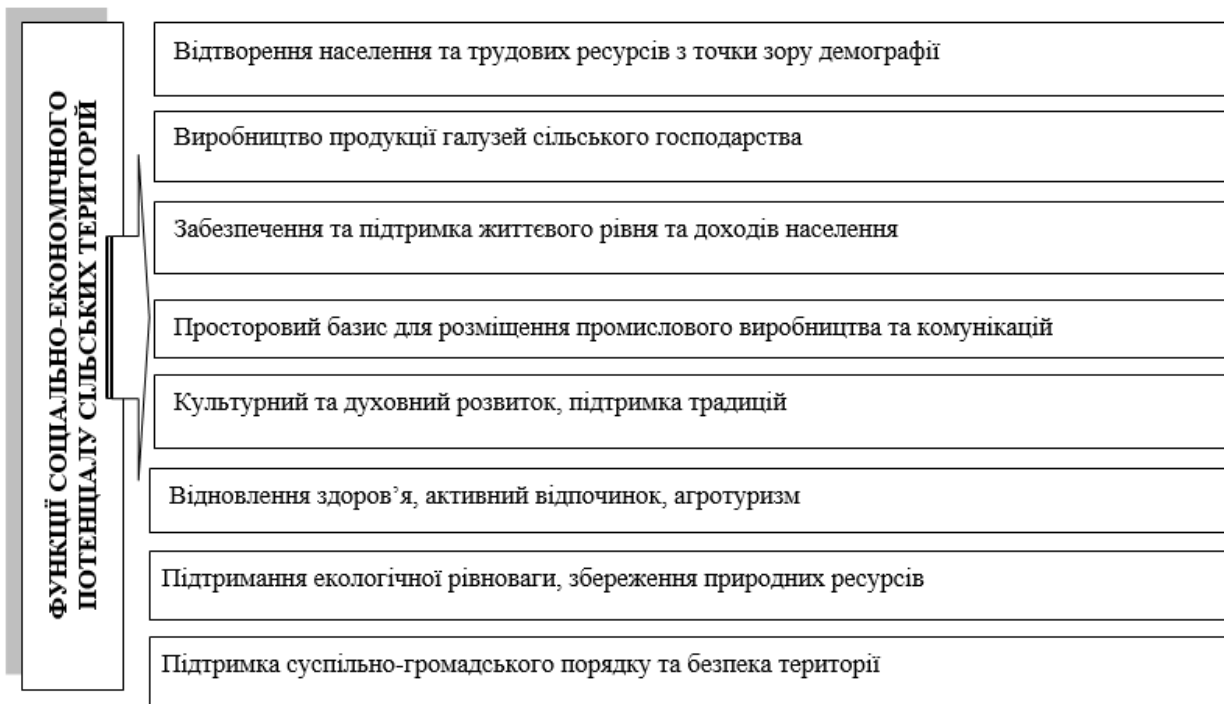 ФУНКЦІЇ СОЦІАЛЬНО-ЕКОНОМІЧНОГО
ПОТЕНЦІАЛУ СІЛЬСЬКИХ ТЕРИТОРІЙ
Відтворення населення та трудових ресурсів з точки зору демографії
Виробництво продукції галузей сільського господарства
Забезпечення та підтримка життєвого рівня та доходів населення
Просторовий базис для розміщення промислового виробництва та комунікацій
Культурний та духовний розвиток, підтримка традицій
Відновлення здоров’я, активний відпочинок, агротуризм
Підтримання екологічної рівноваги, збереження природних ресурсів
Підтримка суспільно-громадського порядку та безпека території